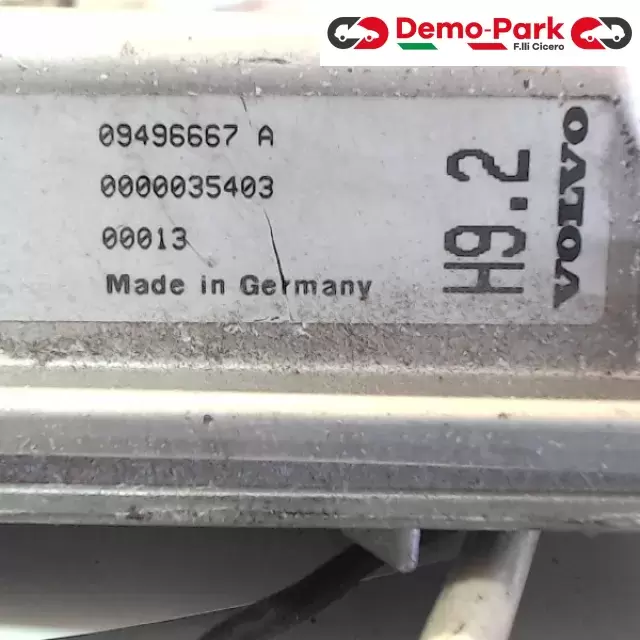 Demo-Park
F.lli Cicero
09496667 A
0000035403
00013
Made in Germany
H9.2
VOLVO